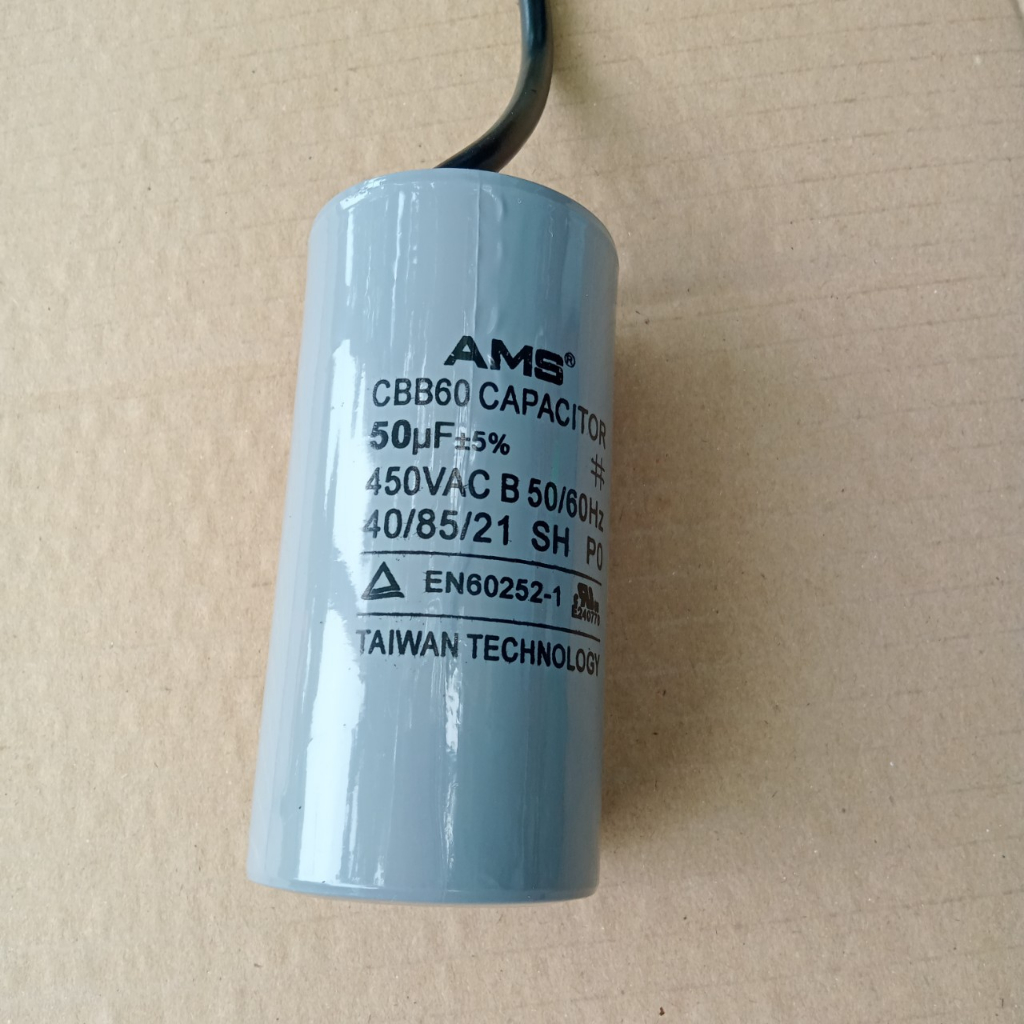 AMS®
CBB60 CAPACITOR
50μF±5% #
450VAC B 50/60Hz
40/85/21 SH P0
EN60252-1
TAIWAN TECHNOLOGY